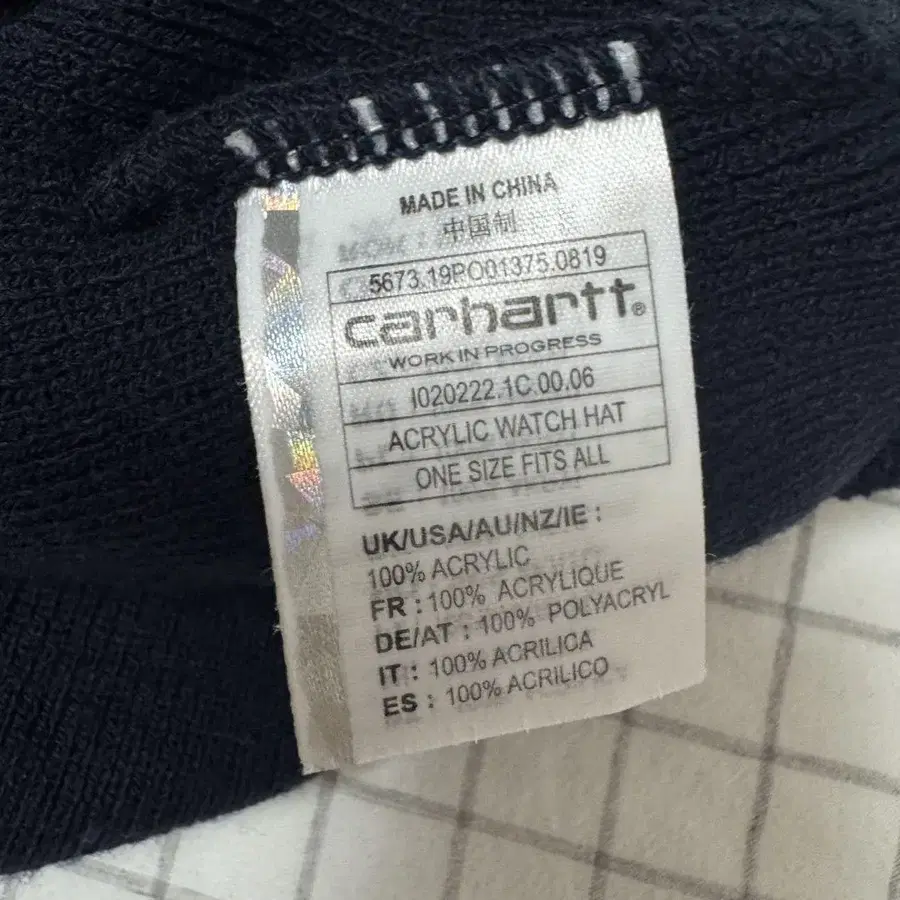 MADE IN CHINA
中国制
5673.19PO01375.0819
carhartt®
WORK IN PROGRESS
I020222.1C.00.06
ACRYLIC WATCH HAT
ONE SIZE FITS ALL
UK/USA/AU/NZ/IE :
100% ACRYLIC
FR : 100% ACRYLIQUE
DE/AT : 100% POLYACRYL
IT : 100% ACRILICA
ES : 100% ACRILICO